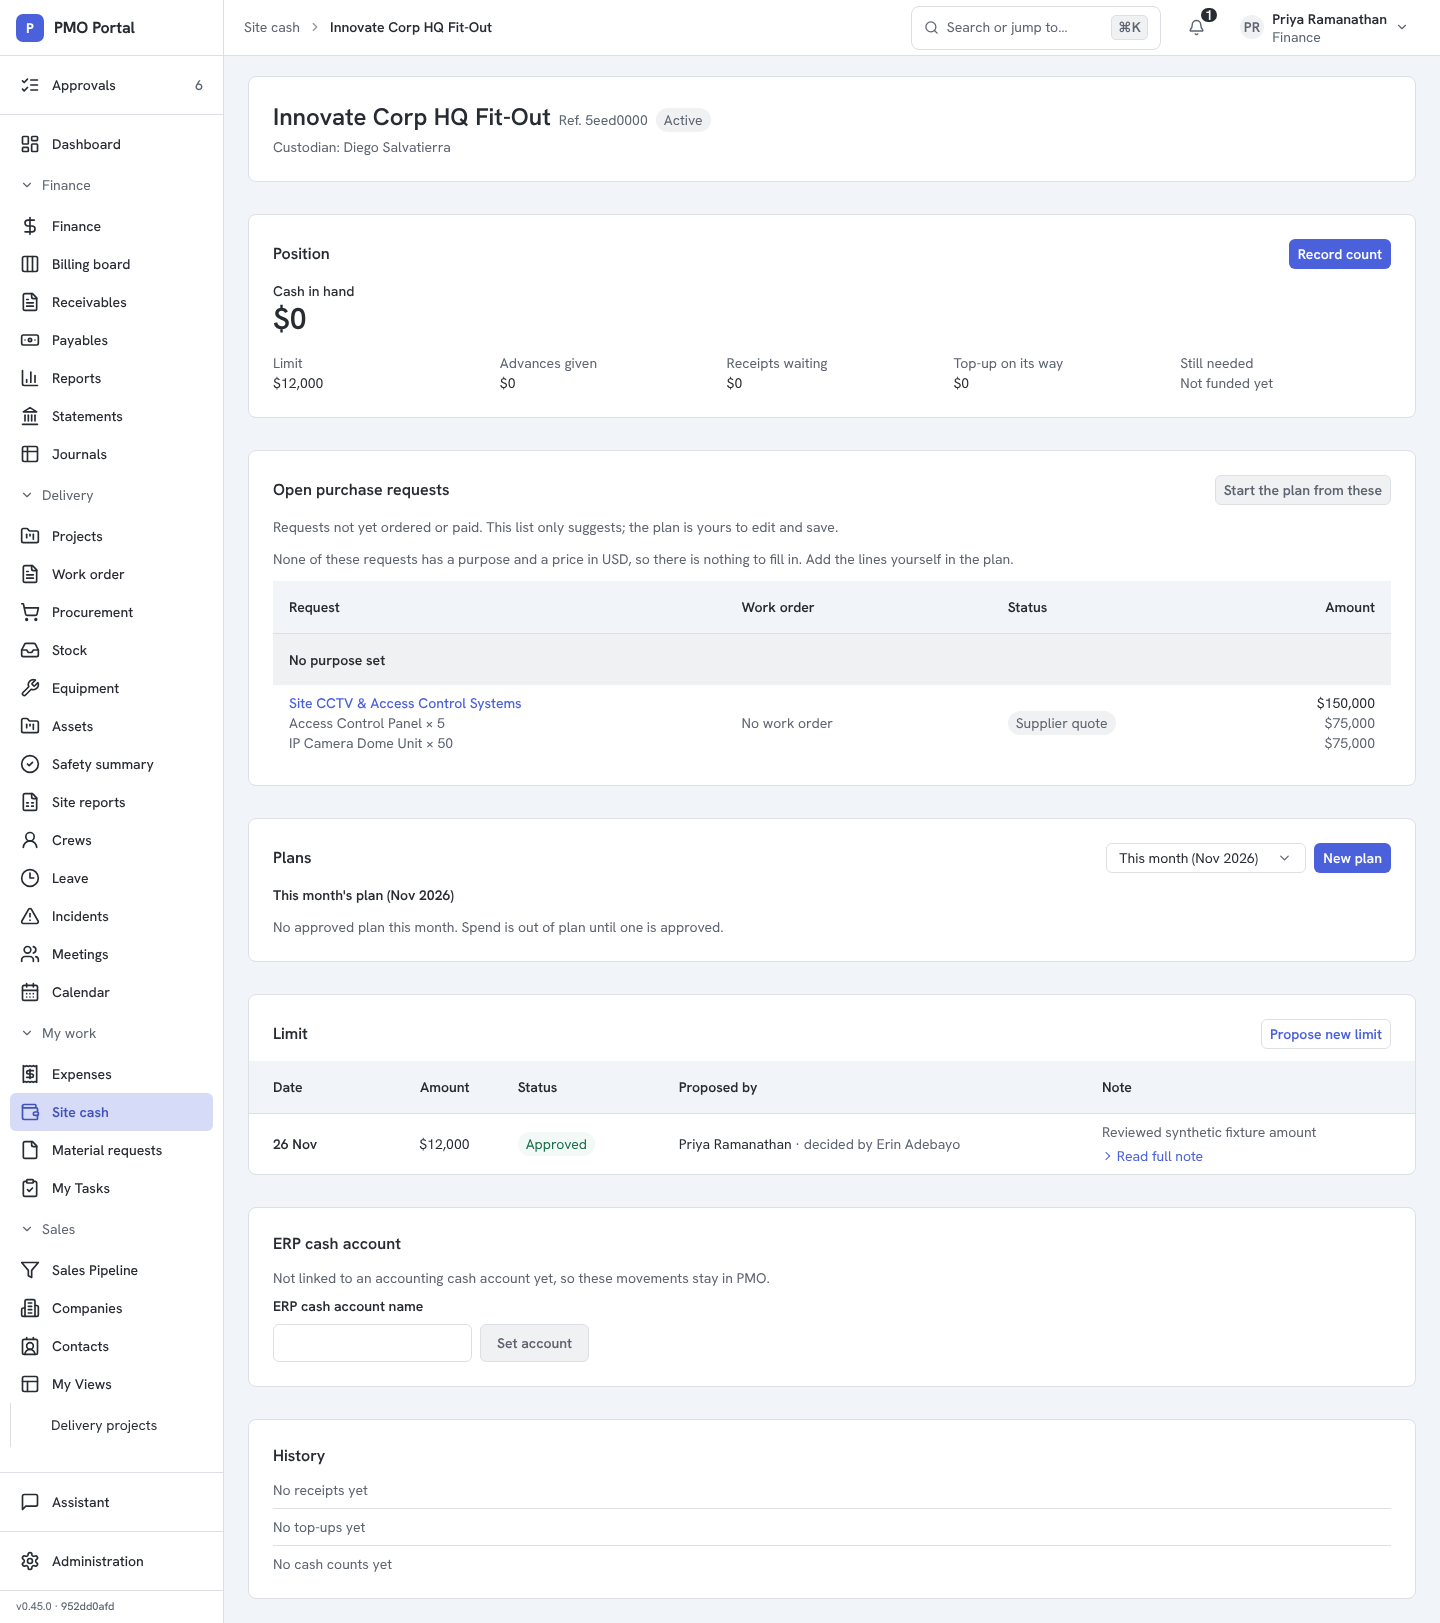 P PMO Portal
Site cash > Innovate Corp HQ Fit-Out
Search or jump to... ⌘K
1
PR Priya Ramanathan
Finance
Approvals 6
Dashboard
Finance
Finance
Billing board
Receivables
Payables
Reports
Statements
Journals
Delivery
Projects
Work order
Procurement
Stock
Equipment
Assets
Safety summary
Site reports
Crews
Leave
Incidents
Meetings
Calendar
My work
Expenses
Site cash
Material requests
My Tasks
Sales
Sales Pipeline
Companies
Contacts
My Views
Delivery projects
Assistant
Administration
v0.45.0 · 952dd0afd
Innovate Corp HQ Fit-Out Ref. 5eed0000 Active
Custodian: Diego Salvatierra
Position Record count
Cash in hand
$0
Limit Advances given Receipts waiting Top-up on its way Still needed
$12,000 $0 $0 $0 Not funded yet
Open purchase requests Start the plan from these
Requests not yet ordered or paid. This list only suggests; the plan is yours to edit and save.
None of these requests has a purpose and a price in USD, so there is nothing to fill in. Add the lines yourself in the plan.
Request Work order Status Amount
No purpose set
Site CCTV & Access Control Systems $150,000
Access Control Panel × 5 No work order Supplier quote $75,000
IP Camera Dome Unit × 50 $75,000
Plans This month (Nov 2026) New plan
This month's plan (Nov 2026)
No approved plan this month. Spend is out of plan until one is approved.
Limit Propose new limit
Date Amount Status Proposed by Note
26 Nov $12,000 Approved Priya Ramanathan · decided by Erin Adebayo Reviewed synthetic fixture amount
> Read full note
ERP cash account
Not linked to an accounting cash account yet, so these movements stay in PMO.
ERP cash account name
Set account
History
No receipts yet
No top-ups yet
No cash counts yet